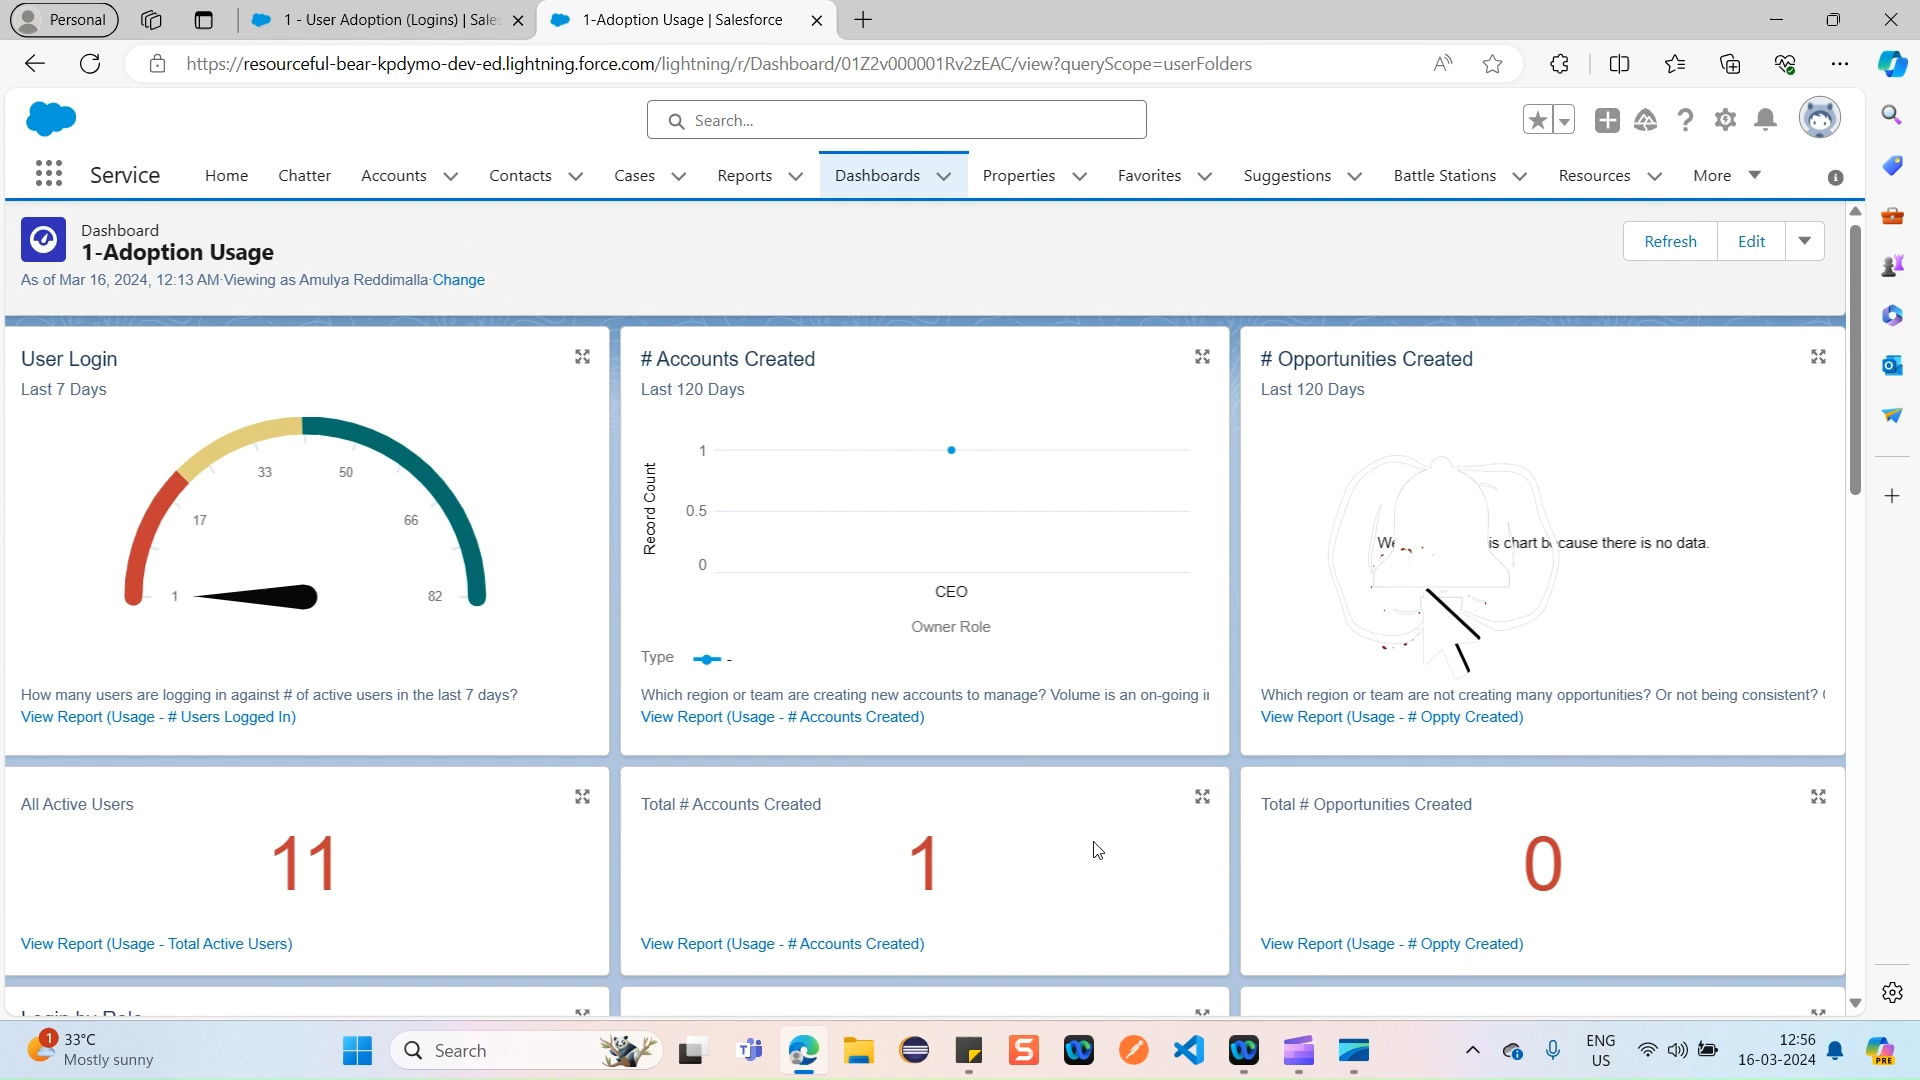 Personal
1 - User Adoption (Logins) | Sales
1-Adoption Usage | Salesforce
https://resourceful-bear-kpdymo-dev-ed.lightning.force.com/lightning/r/Dashboard/01Z2v000001Rv2zEAC/view?queryScope=userFolders
Search...
Service
Home
Chatter
Accounts
Contacts
Cases
Reports
Dashboards
Properties
Favorites
Suggestions
Battle Stations
Resources
More
Dashboard
1-Adoption Usage
As of Mar 16, 2024, 12:13 AM·Viewing as Amulya Reddimalla·Change
Refresh
Edit
User Login
Last 7 Days
1
17
33
50
66
82
How many users are logging in against # of active users in the last 7 days?
View Report (Usage - # Users Logged In)
# Accounts Created
Last 120 Days
Record Count
1
0.5
0
CEO
Owner Role
Type
-
Which region or team are creating new accounts to manage? Volume is an on-going
View Report (Usage - # Accounts Created)
# Opportunities Created
Last 120 Days
is chart because there is no data.
Which region or team are not creating many opportunities? Or not being consistent? (
View Report (Usage - # Oppty Created)
All Active Users
11
View Report (Usage - Total Active Users)
Total # Accounts Created
1
View Report (Usage - # Accounts Created)
Total # Opportunities Created
0
View Report (Usage - # Oppty Created)
1
33°C
Mostly sunny
Search
ENG
US
12:56
16-03-2024
PRE